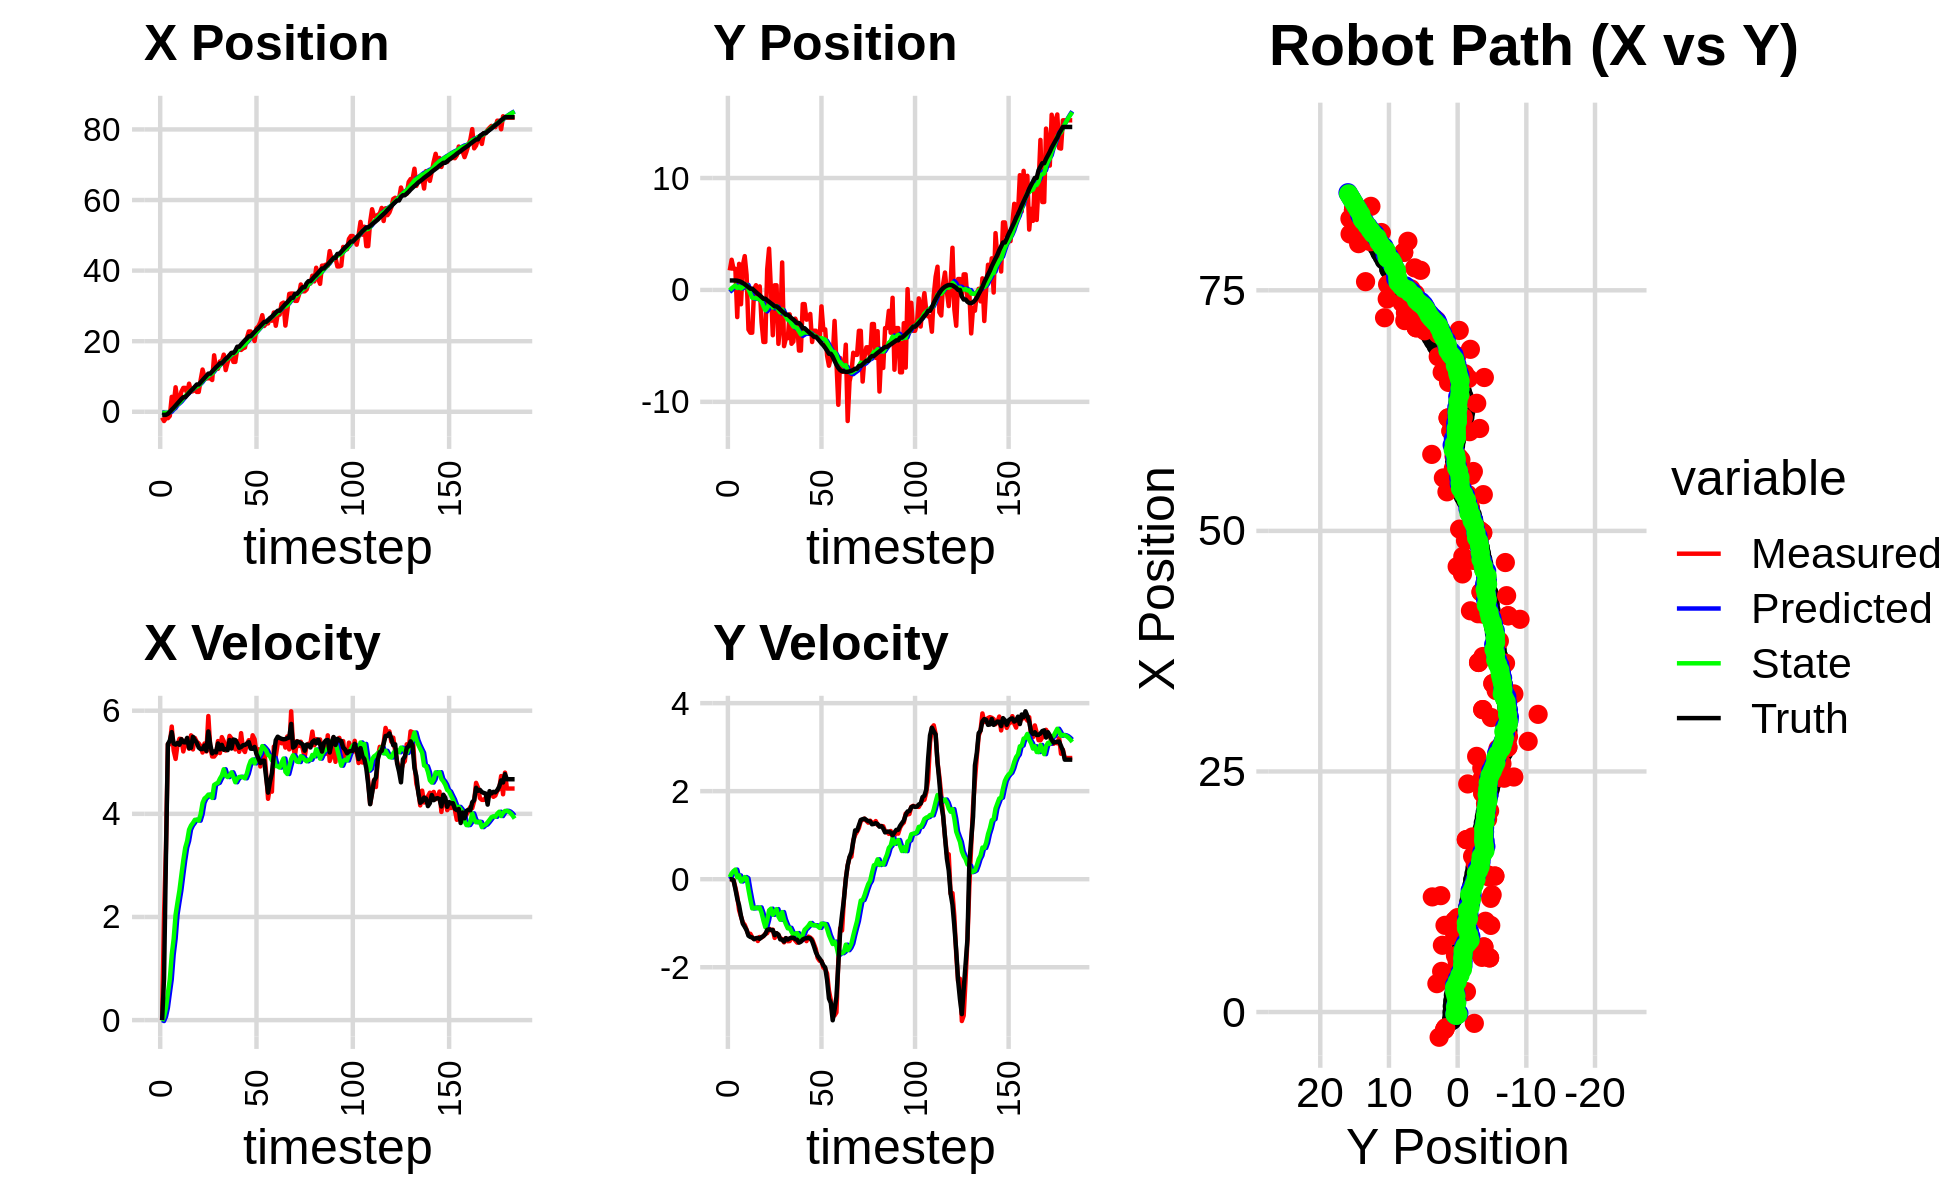 X Position
80
60
40
20
0
0 50 100 150
timestep
Y Position
10
0
-10
0 50 100 150
timestep
X Velocity
6
4
2
0
0 50 100 150
timestep
Y Velocity
4
2
0
-2
0 50 100 150
timestep
Robot Path (X vs Y)
X Position
75
50
25
0
20 10 0 -10 -20
Y Position
variable
Measured
Predicted
State
Truth